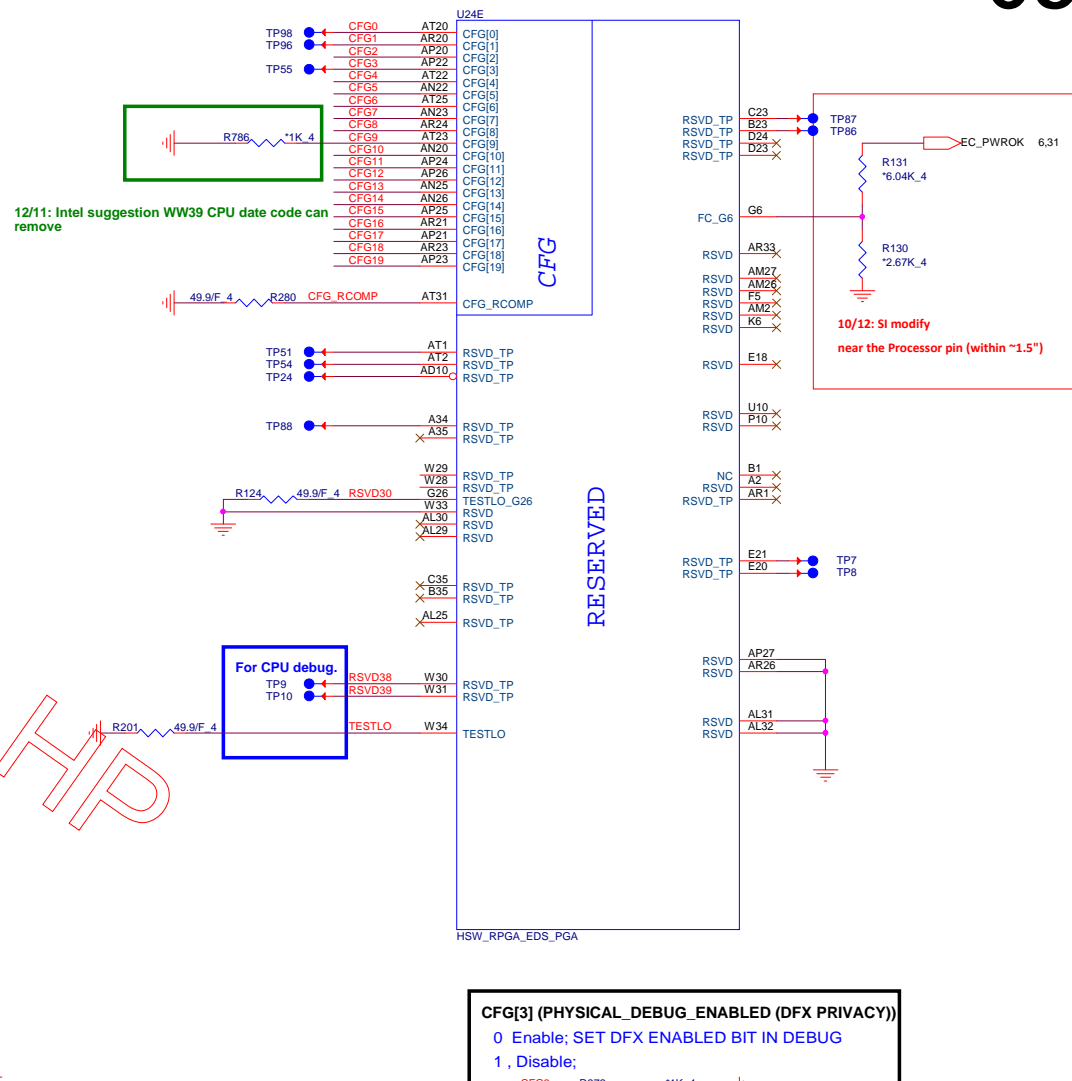 U24E
TP98 CFG0 AT20 CFG[0]
TP96 CFG1 AR20 CFG[1]
CFG2 AP20 CFG[2]
TP55 CFG3 AP22 CFG[3]
CFG4 AT22 CFG[4]
CFG5 AN22 CFG[5]
CFG6 AT25 CFG[6]
CFG7 AN23 CFG[7]
CFG8 AR24 CFG[8]
R786 *1K_4 CFG9 AT23 CFG[9]
CFG10 AN20 CFG[10]
CFG11 AP24 CFG[11]
CFG12 AP26 CFG[12]
CFG13 AN25 CFG[13]
CFG14 AN26 CFG[14]
CFG15 AP25 CFG[15]
CFG16 AR21 CFG[16]
CFG17 AP21 CFG[17]
CFG18 AR23 CFG[18]
CFG19 AP23 CFG[19]
12/11: Intel suggestion WW39 CPU date code can
remove
CFG
49.9/F_4 R280 CFG_RCOMP AT31 CFG_RCOMP
TP51 AT1 RSVD_TP
TP54 AT2 RSVD_TP
TP24 AD10 RSVD_TP
TP88 A34 RSVD_TP
A35 RSVD_TP
W29 RSVD_TP
W28 RSVD_TP
R124 49.9/F_4 RSVD30 G26 TESTLO_G26
W33 RSVD
AL30 RSVD
AL29 RSVD
C35 RSVD_TP
B35 RSVD_TP
AL25 RSVD_TP
For CPU debug.
TP9 RSVD38 W30 RSVD_TP
TP10 RSVD39 W31 RSVD_TP
R201 49.9/F_4 TESTLO W34 TESTLO
RESERVED
RSVD_TP C23 TP87
RSVD_TP B23 TP86
RSVD_TP D24
RSVD_TP D23
EC_PWROK 6,31
R131
*6.04K_4
FC_G6 G6
R130
*2.67K_4
RSVD AR33
RSVD AM27
RSVD AM26
RSVD F5
RSVD AM2
RSVD K6
10/12: SI modify
near the Processor pin (within ~1.5")
RSVD E18
RSVD U10
RSVD P10
NC B1
RSVD A2
RSVD_TP AR1
RSVD_TP E21 TP7
RSVD_TP E20 TP8
RSVD AP27
RSVD AR26
RSVD AL31
RSVD AL32
HP
HSW_RPGA_EDS_PGA
CFG[3] (PHYSICAL_DEBUG_ENABLED (DFX PRIVACY))
0 Enable; SET DFX ENABLED BIT IN DEBUG
1 , Disable;